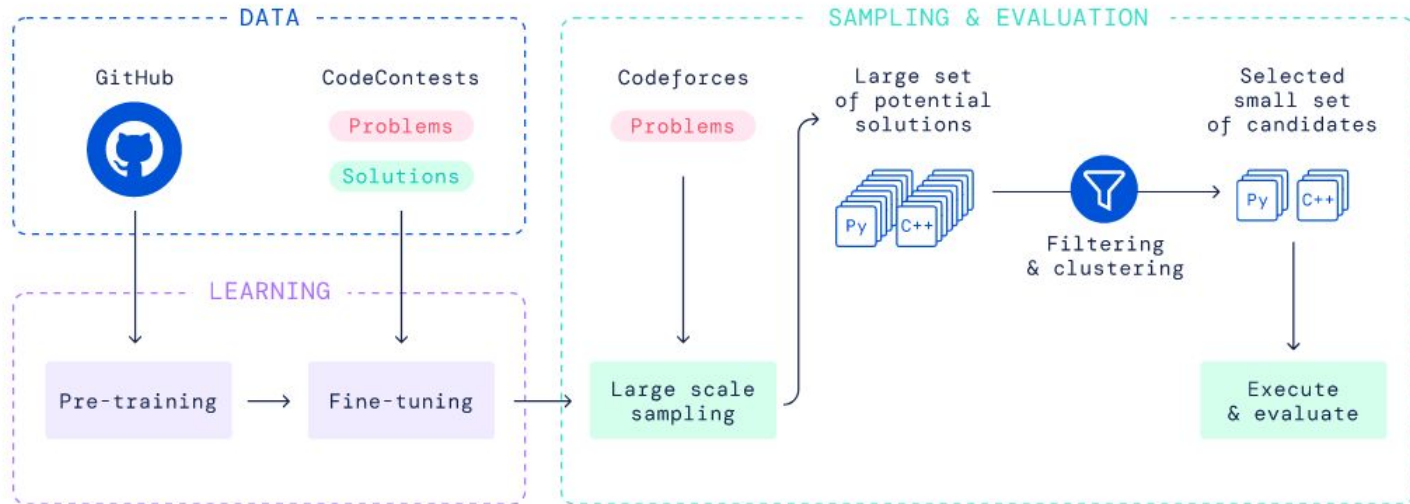 DATA
GitHub
CodeContests
Problems
Solutions
LEARNING
Pre-training
Fine-tuning
SAMPLING & EVALUATION
Codeforces
Problems
Large scale
sampling
Large set
of potential
solutions
Py
C++
Filtering
& clustering
Selected
small set
of candidates
Py
C++
Execute
& evaluate